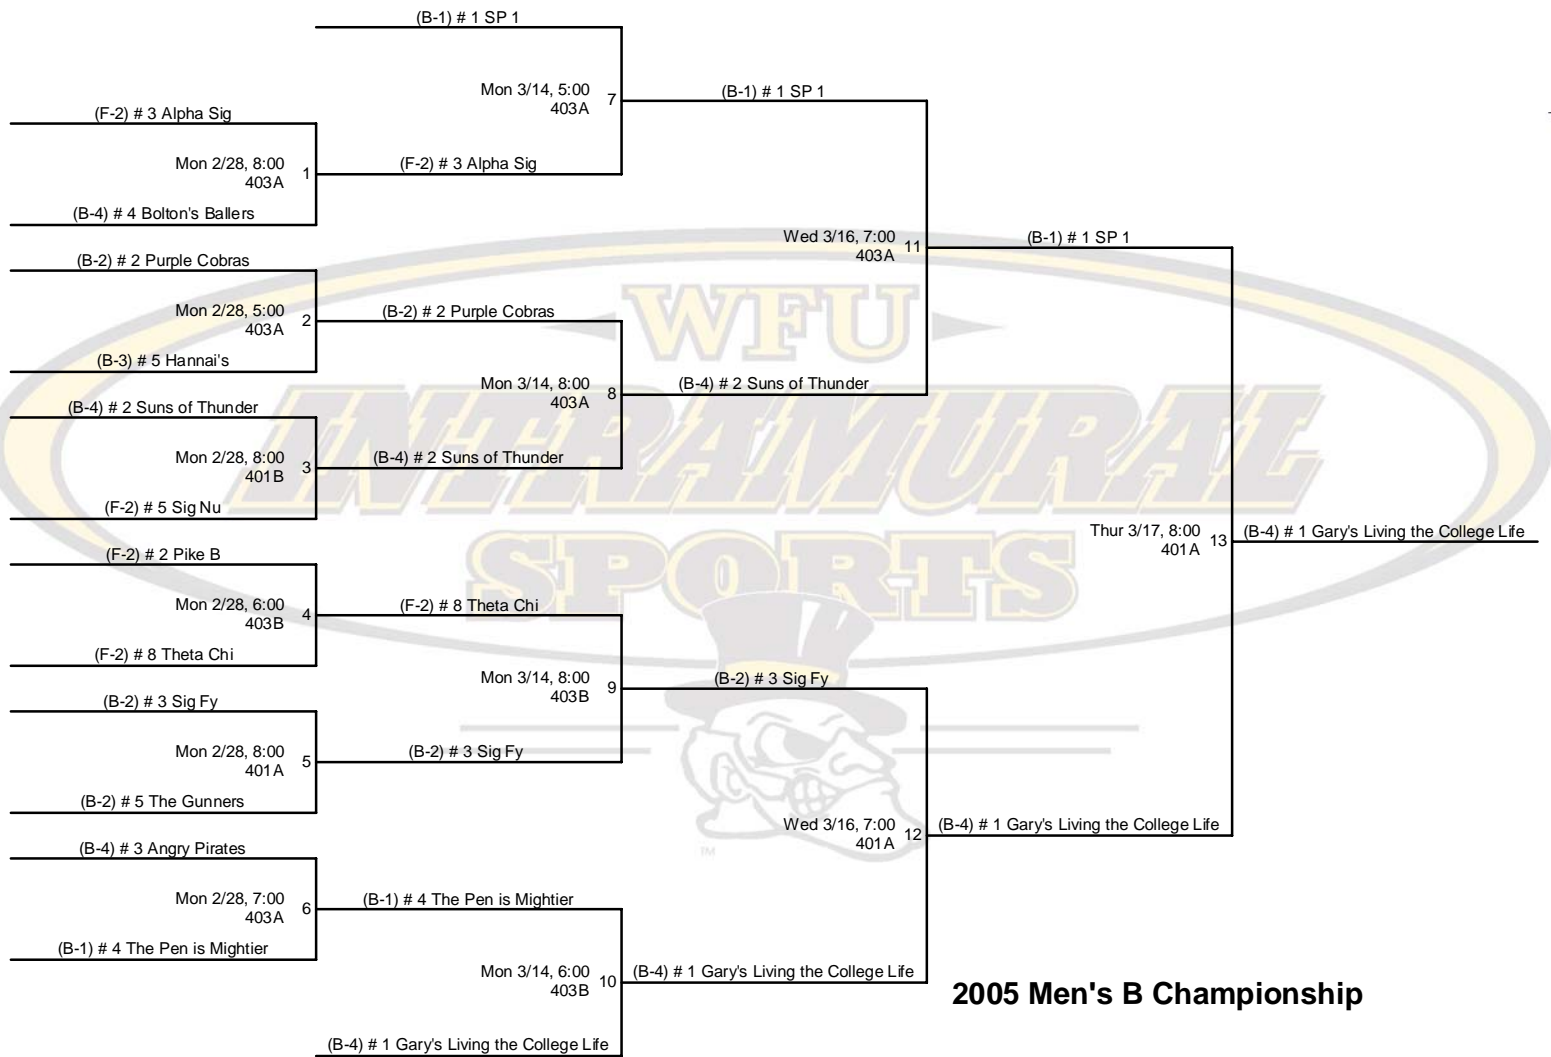 (B-1) # 1 SP 1
Mon 3/14, 5:00
403A
7
(B-1) # 1 SP 1
(F-2) # 3 Alpha Sig
Mon 2/28, 8:00
403A
1
(F-2) # 3 Alpha Sig
(B-4) # 4 Bolton's Ballers
Wed 3/16, 7:00
403A
11
(B-1) # 1 SP 1
(B-2) # 2 Purple Cobras
Mon 2/28, 5:00
403A
2
(B-2) # 2 Purple Cobras
(B-3) # 5 Hannai's
Mon 3/14, 8:00
403A
8
(B-4) # 2 Suns of Thunder
(B-4) # 2 Suns of Thunder
Mon 2/28, 8:00
401B
3
(B-4) # 2 Suns of Thunder
(F-2) # 5 Sig Nu
Thur 3/17, 8:00
401A
13
(B-4) # 1 Gary's Living the College Life
(F-2) # 2 Pike B
Mon 2/28, 6:00
403B
4
(F-2) # 8 Theta Chi
(F-2) # 8 Theta Chi
Mon 3/14, 8:00
403B
9
(B-2) # 3 Sig Fy
(B-2) # 3 Sig Fy
Mon 2/28, 8:00
401A
5
(B-2) # 3 Sig Fy
(B-2) # 5 The Gunners
Wed 3/16, 7:00
401A
12
(B-4) # 1 Gary's Living the College Life
(B-4) # 3 Angry Pirates
Mon 2/28, 7:00
403A
6
(B-1) # 4 The Pen is Mightier
(B-1) # 4 The Pen is Mightier
Mon 3/14, 6:00
403B
10
(B-4) # 1 Gary's Living the College Life
(B-4) # 1 Gary's Living the College Life
2005 Men's B Championship
WFU
INTRAMURAL
SPORTS
TM